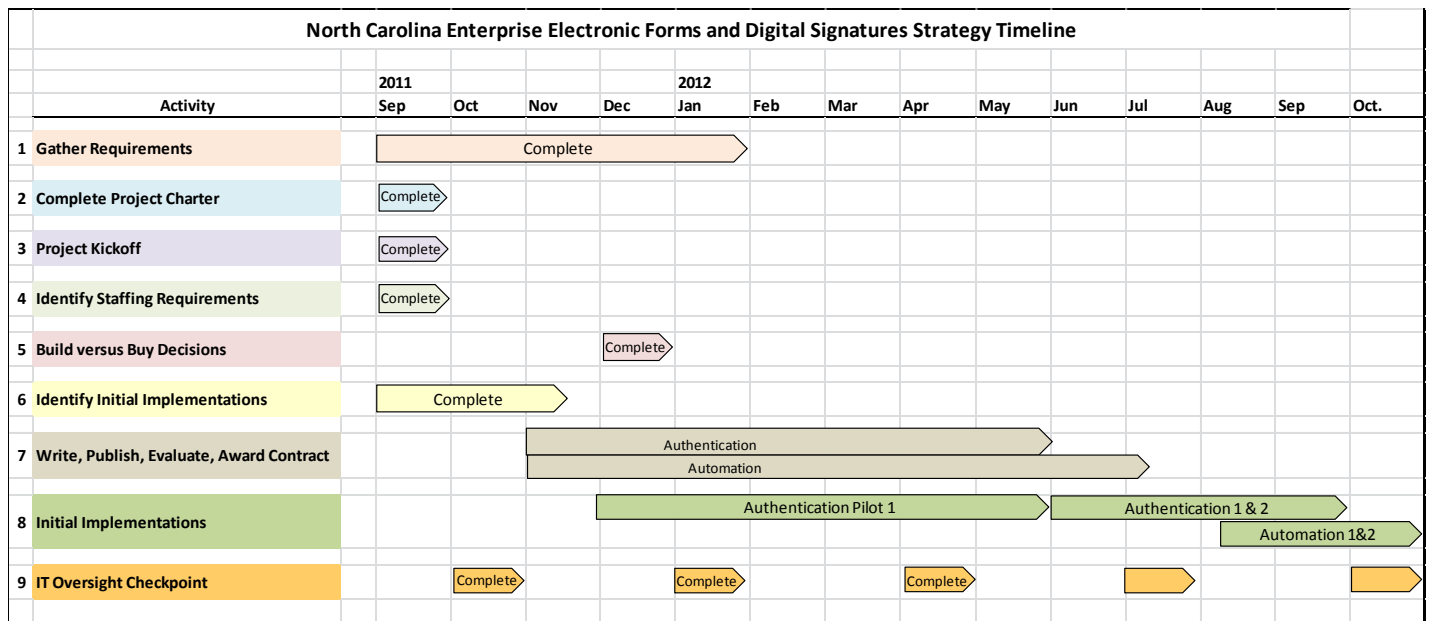 North Carolina Enterprise Electronic Forms and Digital Signatures Strategy Timeline
2011 2012
Activity Sep Oct Nov Dec Jan Feb Mar Apr May Jun Jul Aug Sep Oct.
1 Gather Requirements Complete
2 Complete Project Charter Complete
3 Project Kickoff Complete
4 Identify Staffing Requirements Complete
5 Build versus Buy Decisions Complete
6 Identify Initial Implementations Complete
Authentication
7 Write, Publish, Evaluate, Award Contract
Automation
Authentication Pilot 1 Authentication 1 & 2
8 Initial Implementations
Automation 1&2
9 IT Oversight Checkpoint Complete Complete Complete